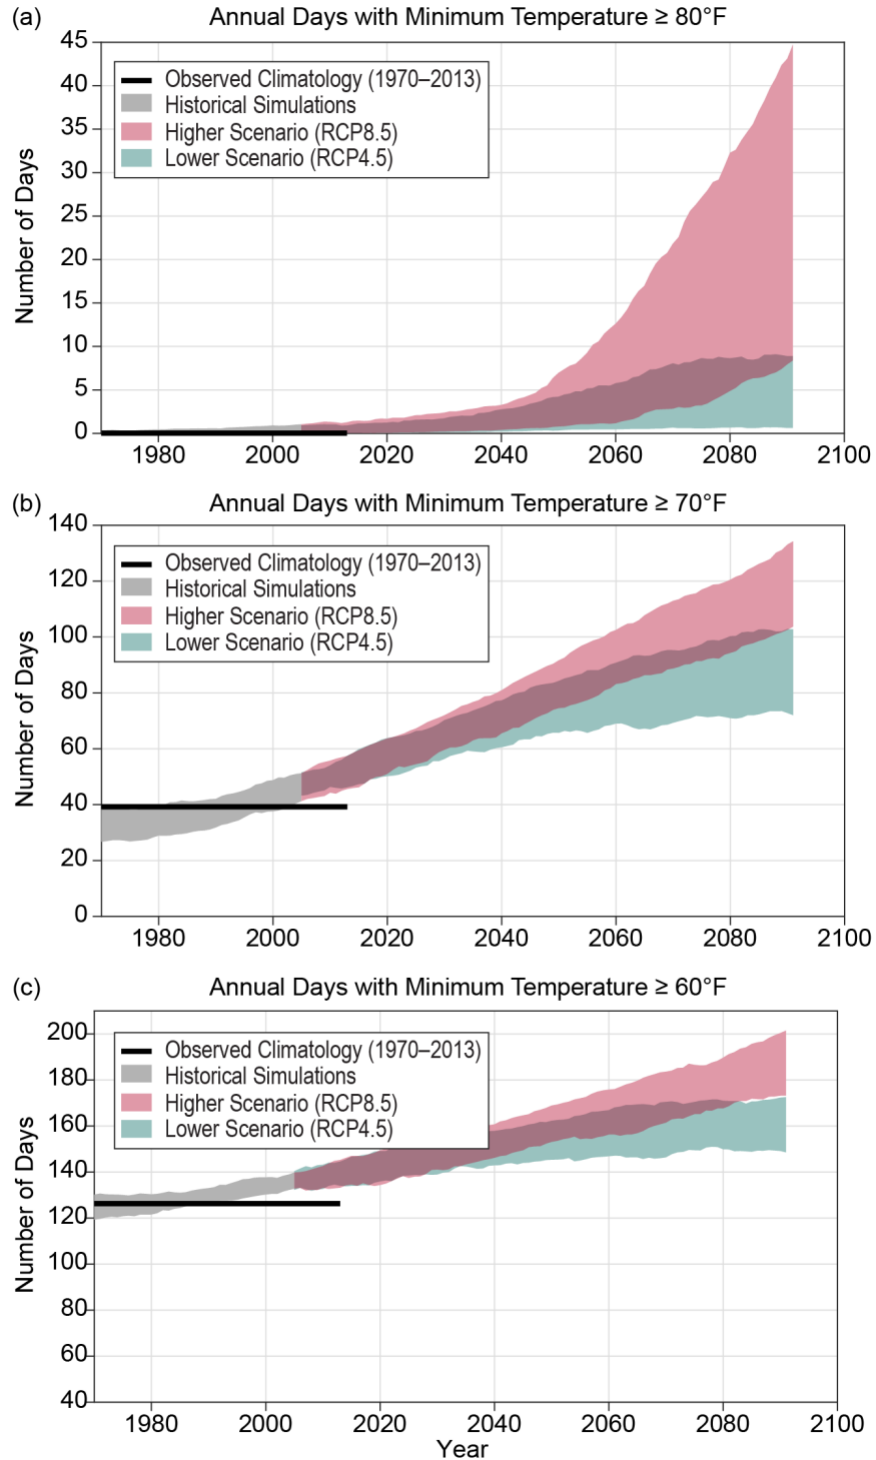 (a) Annual Days with Minimum Temperature ≥ 80°F
45
40
35
30
25
20
15
10
5
0
Number of Days
Observed Climatology (1970–2013)
Historical Simulations
Higher Scenario (RCP8.5)
Lower Scenario (RCP4.5)
1980 2000 2020 2040 2060 2080 2100
(b) Annual Days with Minimum Temperature ≥ 70°F
140
120
100
80
60
40
20
0
Number of Days
Observed Climatology (1970–2013)
Historical Simulations
Higher Scenario (RCP8.5)
Lower Scenario (RCP4.5)
1980 2000 2020 2040 2060 2080 2100
(c) Annual Days with Minimum Temperature ≥ 60°F
200
180
160
140
120
100
80
60
40
Number of Days
Observed Climatology (1970–2013)
Historical Simulations
Higher Scenario (RCP8.5)
Lower Scenario (RCP4.5)
1980 2000 2020 2040 2060 2080 2100
Year